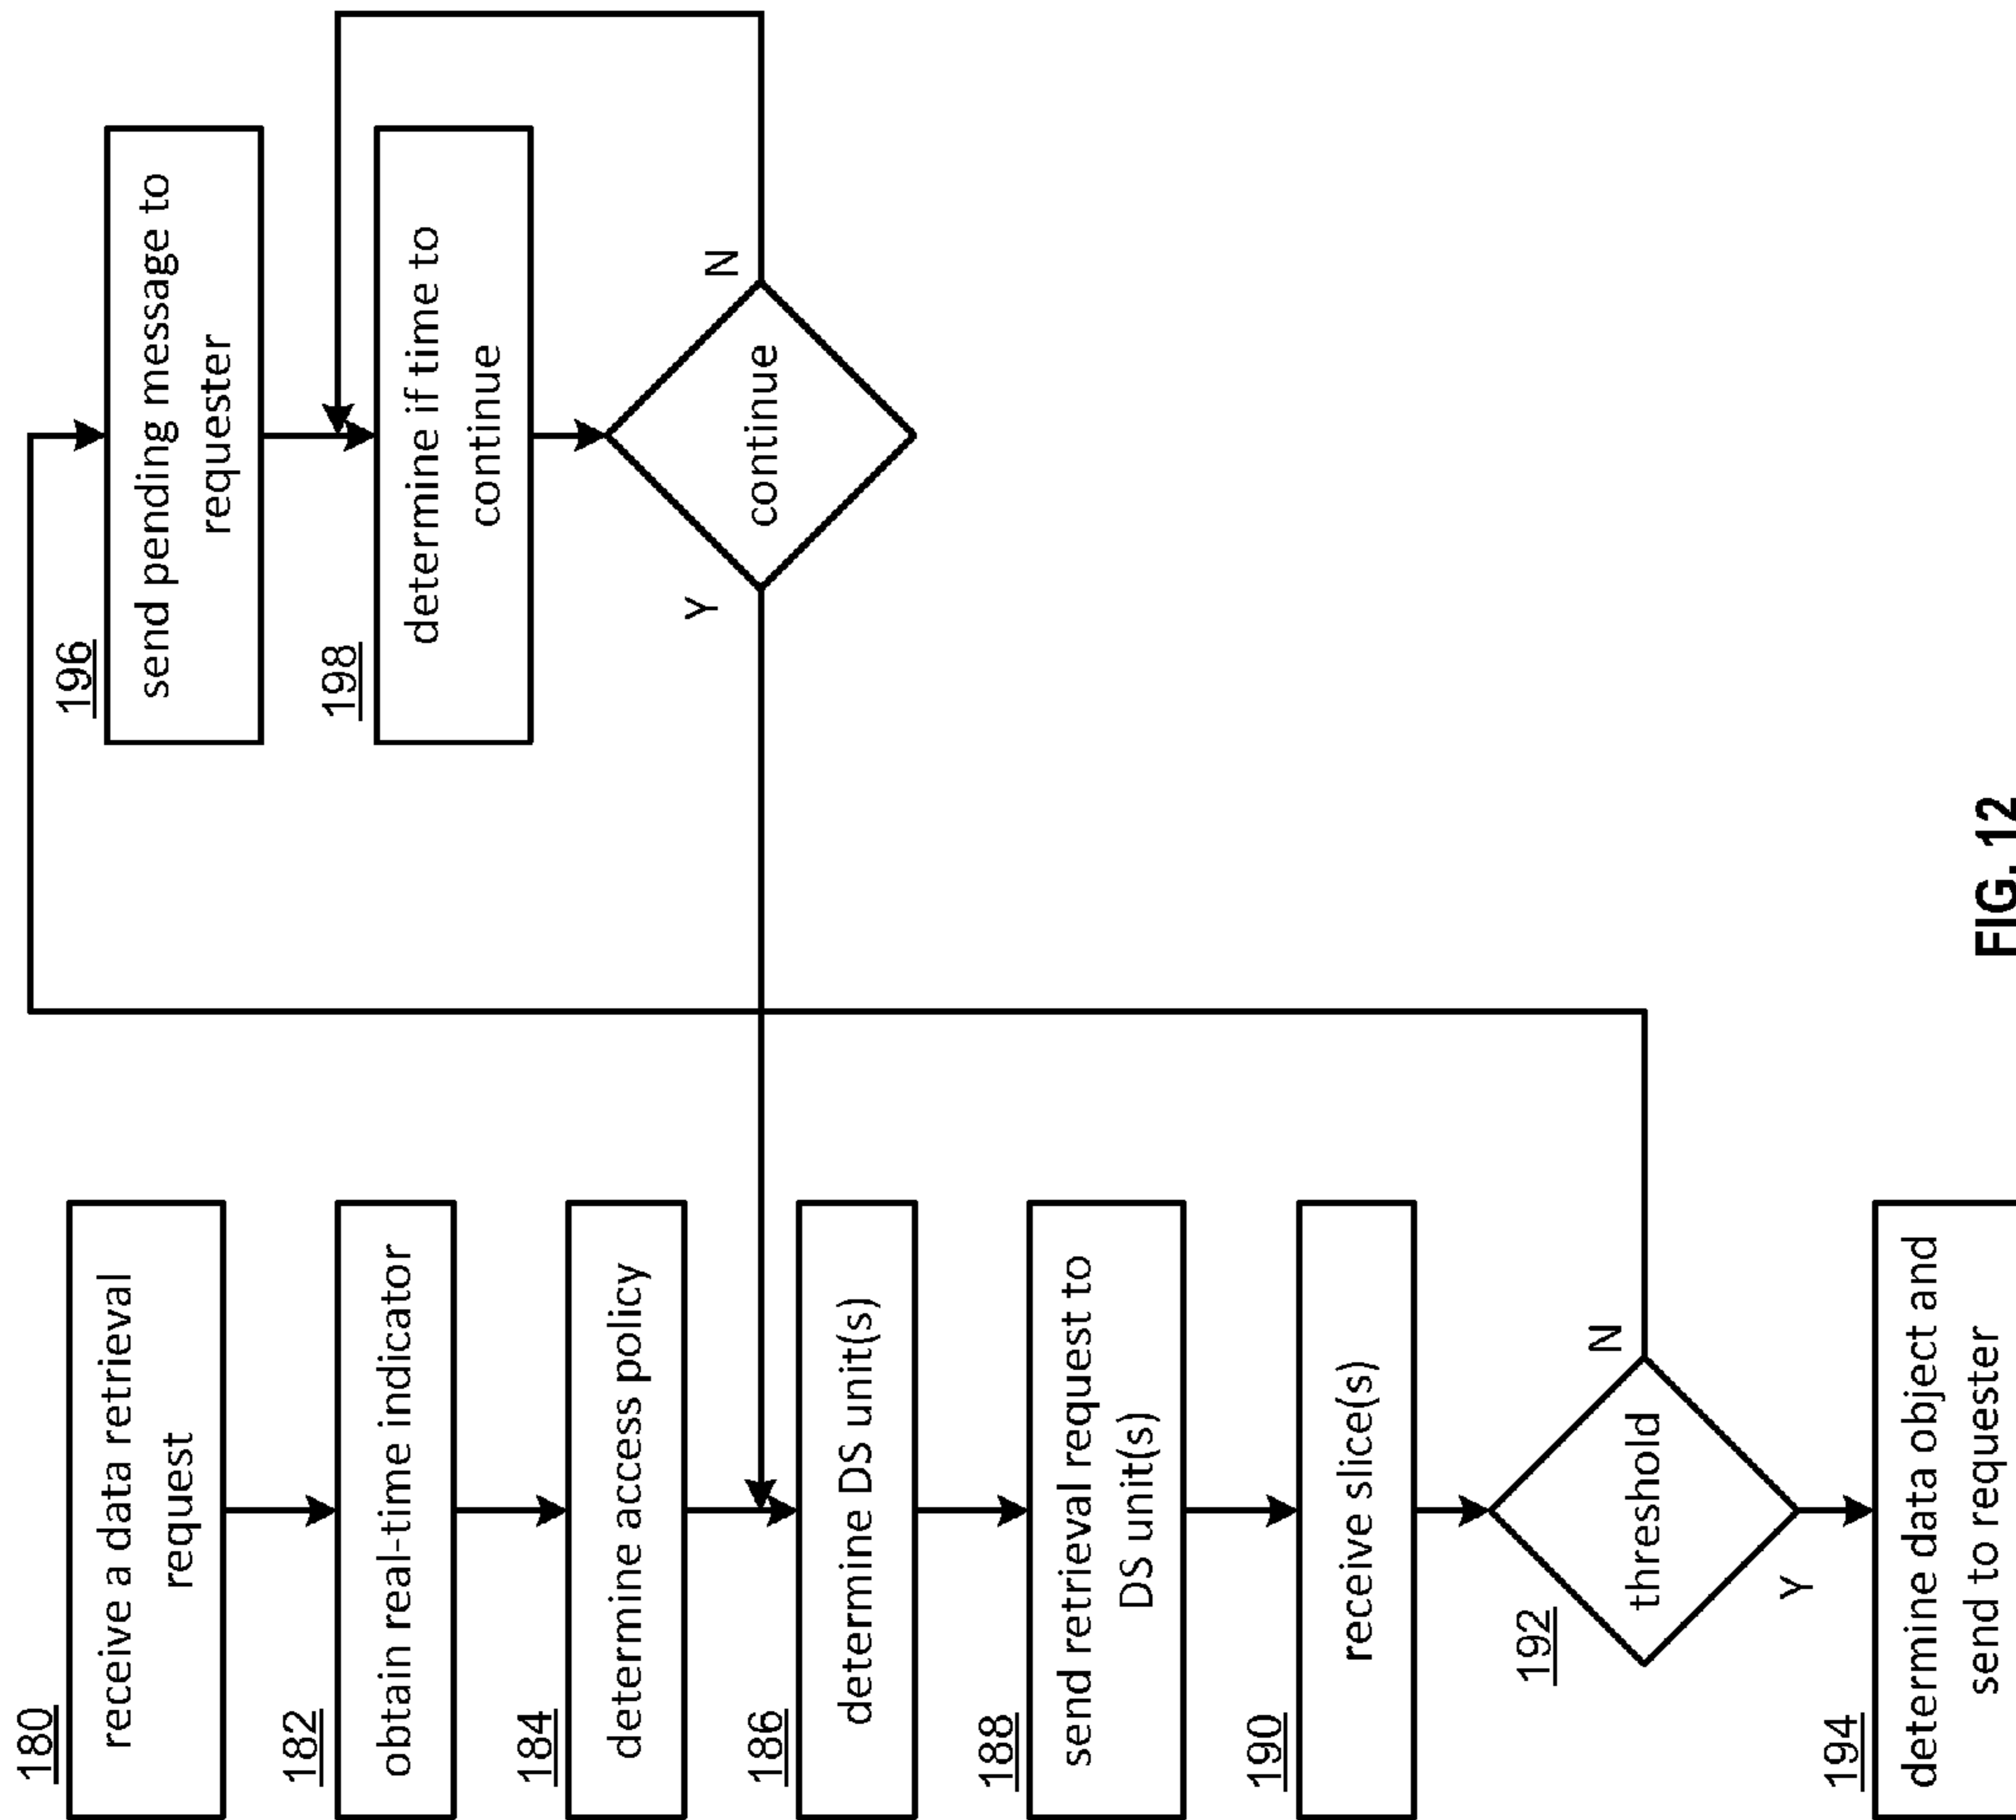 180
receive a data retrieval
request
182
obtain real-time indicator
184
determine access policy
186
determine DS unit(s)
188
send retrieval request to
DS unit(s)
190
receive slice(s)
192
threshold
N
Y
194
determine data object and
send to requester
196
send pending message to
requester
198
determine if time to
continue
continue
Y
N
FIG. 12